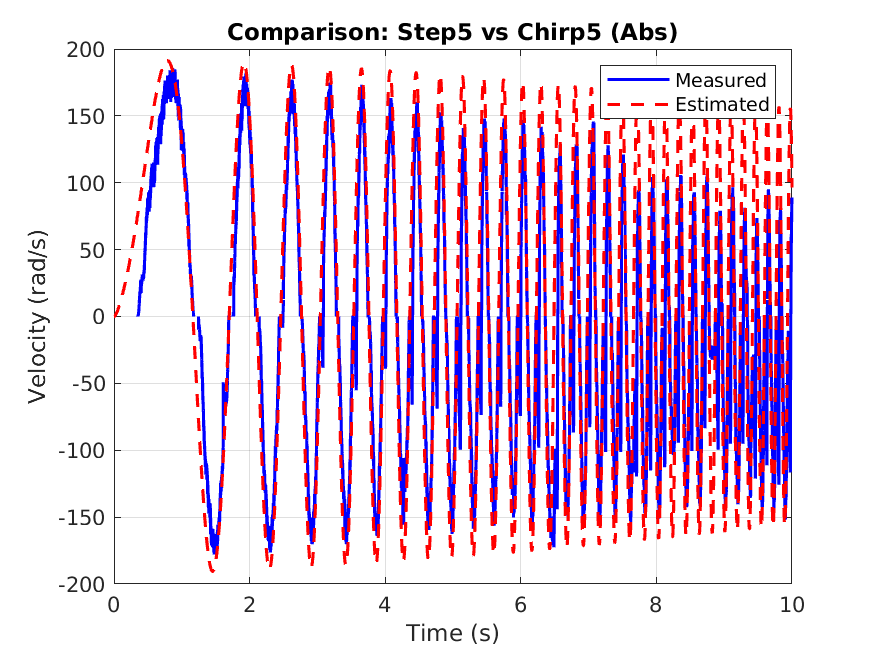 Comparison: Step5 vs Chirp5 (Abs)
Measured
Estimated
200
150
100
50
0
-50
-100
-150
-200
Velocity (rad/s)
0 2 4 6 8 10
Time (s)